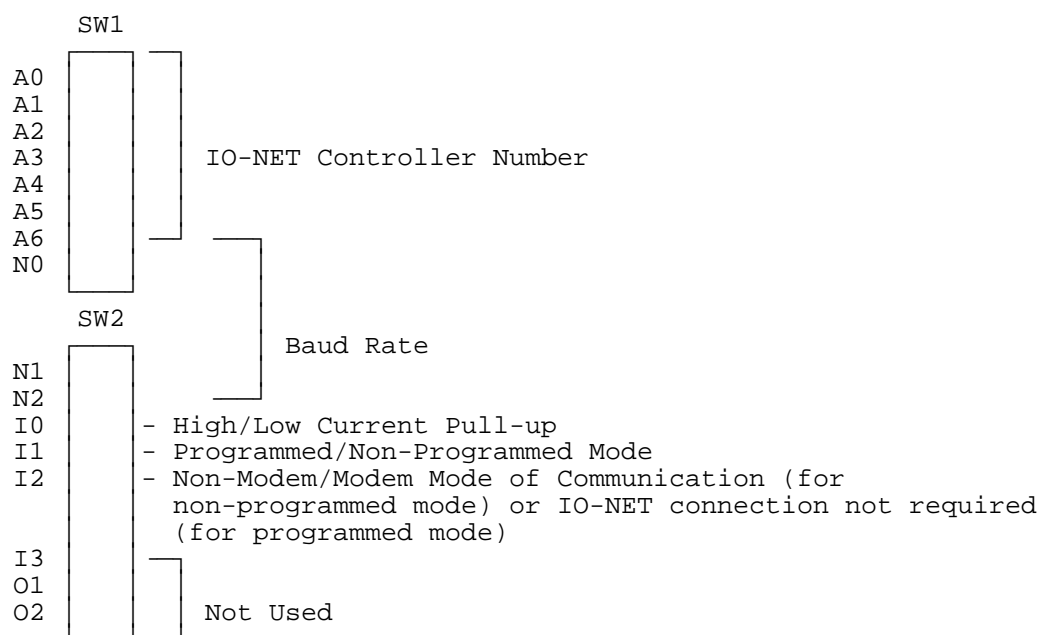 SW1
A0
A1
A2
A3 IO-NET Controller Number
A4
A5
A6
N0
SW2
Baud Rate
N1
N2
I0 - High/Low Current Pull-up
I1 - Programmed/Non-Programmed Mode
I2 - Non-Modem/Modem Mode of Communication (for
non-programmed mode) or IO-NET connection not required
(for programmed mode)
I3
O1
O2 Not Used